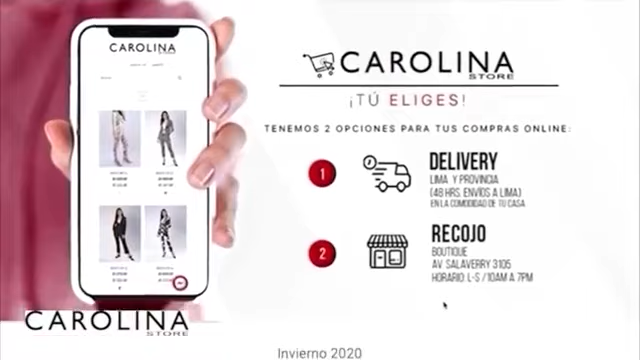 CAROLINA
STORE
CAROLINA
STORE
¡TÚ ELIGES!
TENEMOS 2 OPCIONES PARA TUS COMPRAS ONLINE:
1
DELIVERY
LIMA Y PROVINCIA
(48 HRS. ENVÍOS A LIMA)
EN LA COMODIDAD DE TU CASA
2
RECOJO
BOUTIQUE
AV. SALAVERRY 3105
HORARIO: L-S / 10AM A 7PM
CAROLINA
STORE
Invierno 2020